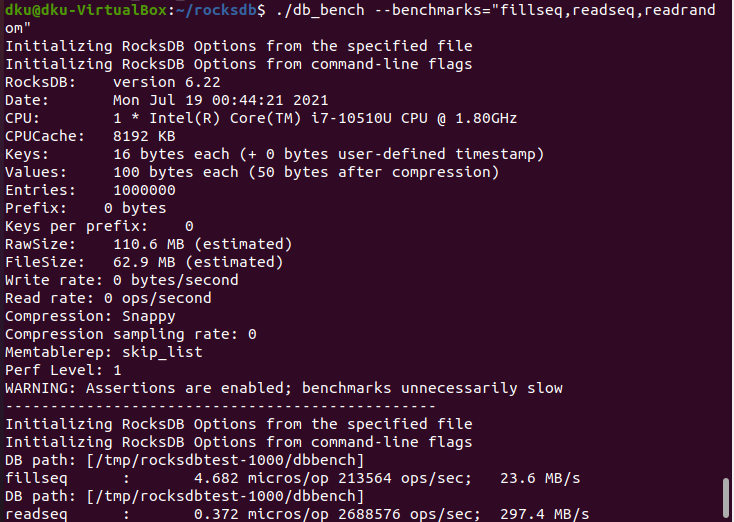 dku@dku-VirtualBox:~/rocksdb$ ./db_bench --benchmarks="fillseq,readseq,readrand
om"
Initializing RocksDB Options from the specified file
Initializing RocksDB Options from command-line flags
RocksDB:    version 6.22
Date:       Mon Jul 19 00:44:21 2021
CPU:        1 * Intel(R) Core(TM) i7-10510U CPU @ 1.80GHz
CPUCache:   8192 KB
Keys:       16 bytes each (+ 0 bytes user-defined timestamp)
Values:     100 bytes each (50 bytes after compression)
Entries:    1000000
Prefix:    0 bytes
Keys per prefix:    0
RawSize:    110.6 MB (estimated)
FileSize:   62.9 MB (estimated)
Write rate: 0 bytes/second
Read rate: 0 ops/second
Compression: Snappy
Compression sampling rate: 0
Memtablerep: skip_list
Perf Level: 1
WARNING: Assertions are enabled; benchmarks unnecessarily slow
------------------------------------------------
Initializing RocksDB Options from the specified file
Initializing RocksDB Options from command-line flags
DB path: [/tmp/rocksdbtest-1000/dbbench]
fillseq      :       4.682 micros/op 213564 ops/sec;   23.6 MB/s
DB path: [/tmp/rocksdbtest-1000/dbbench]
readseq      :       0.372 micros/op 2688576 ops/sec;  297.4 MB/s